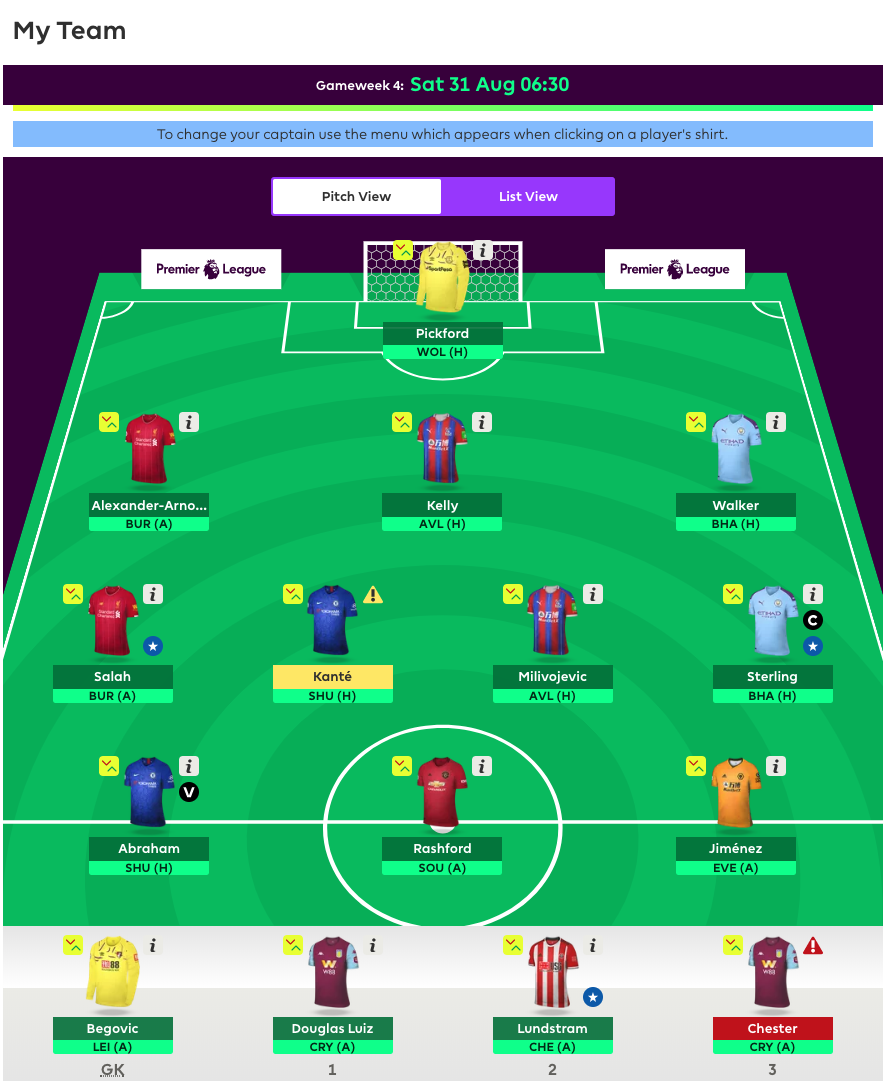 My Team
Gameweek 4: Sat 31 Aug 06:30
To change your captain use the menu which appears when clicking on a player's shirt.
Pitch View
List View
Premier League
Premier League
Pickford
WOL (H)
Alexander-Arno...
BUR (A)
Kelly
AVL (H)
Walker
BHA (H)
C
Salah
BUR (A)
Kanté
SHU (H)
Milivojevic
AVL (H)
Sterling
BHA (H)
V
Abraham
SHU (H)
Rashford
SOU (A)
Jiménez
EVE (A)
Begovic
LEI (A)
GK
Douglas Luiz
CRY (A)
1
Lundstram
CHE (A)
2
Chester
CRY (A)
3